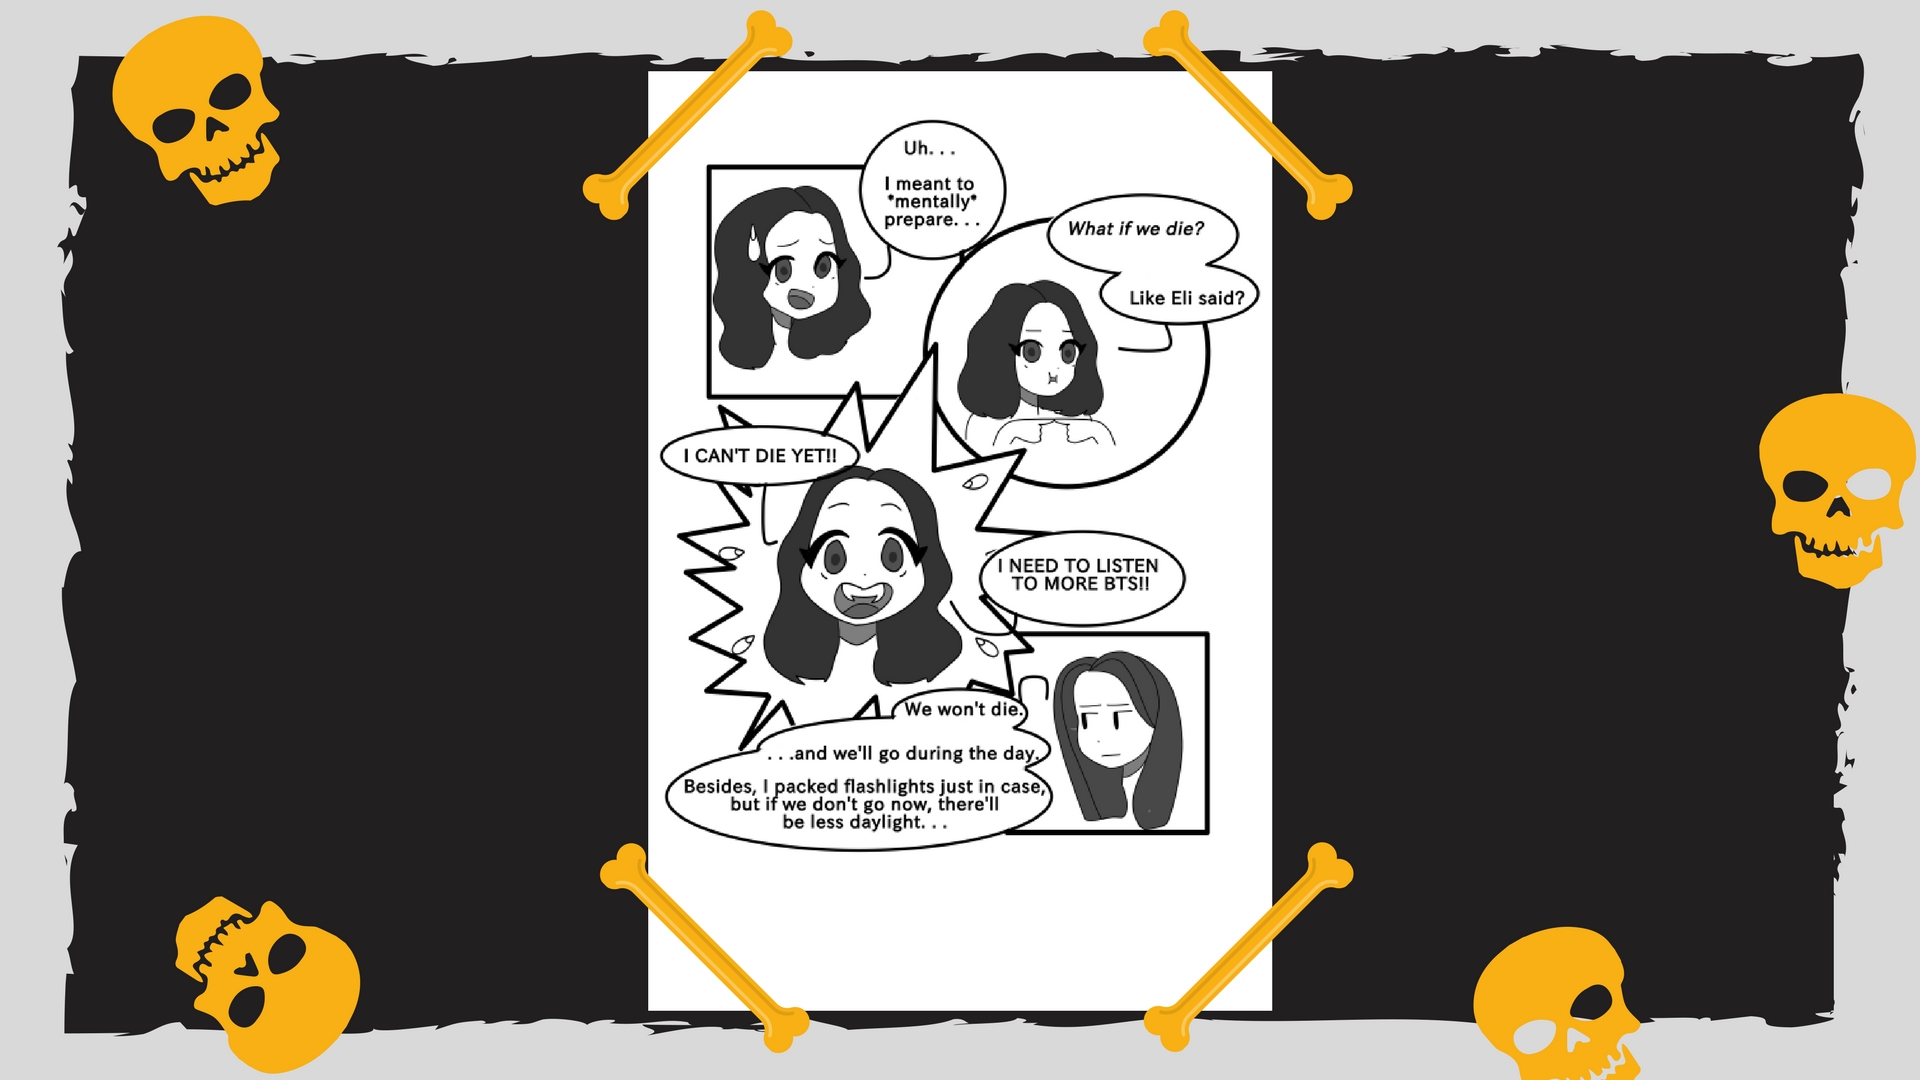 Uh. . .
I meant to
*mentally*
prepare. . .
What if we die?
Like Eli said?
I CAN'T DIE YET!!
I NEED TO LISTEN
TO MORE BTS!!
We won't die.
. . .and we'll go during the day.
Besides, I packed flashlights just in case,
but if we don't go now, there'll
be less daylight. . .